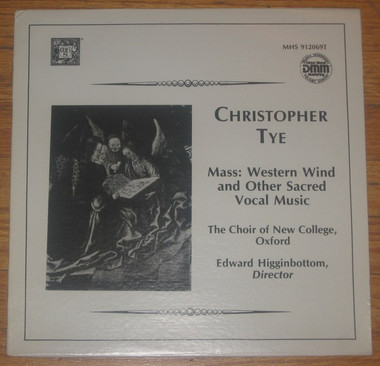 MHS 912069T
DMM
CHRISTOPHER
TYE
Mass: Western Wind
and Other Sacred
Vocal Music
The Choir of New College,
Oxford
Edward Higginbottom,
Director